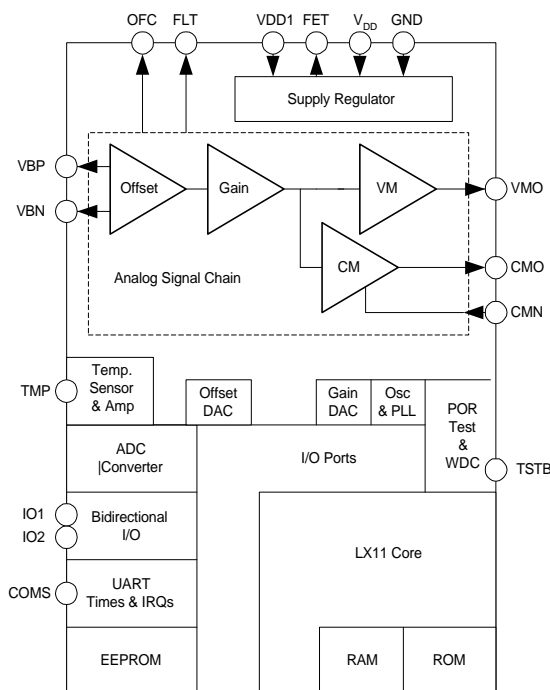 OFC FLT VDD1 FET VDD GND
Supply Regulator
VBP
VBN
Offset
Gain
VM
VMO
CM
CMO
CMN
Analog Signal Chain
TMP
Temp.
Sensor
& Amp
Offset
DAC
Gain
DAC
Osc
& PLL
POR
Test
&
WDC
TSTB
ADC
|Converter
I/O Ports
IO1
IO2
Bidirectional
I/O
LX11 Core
COMS
UART
Times & IRQs
EEPROM
RAM
ROM